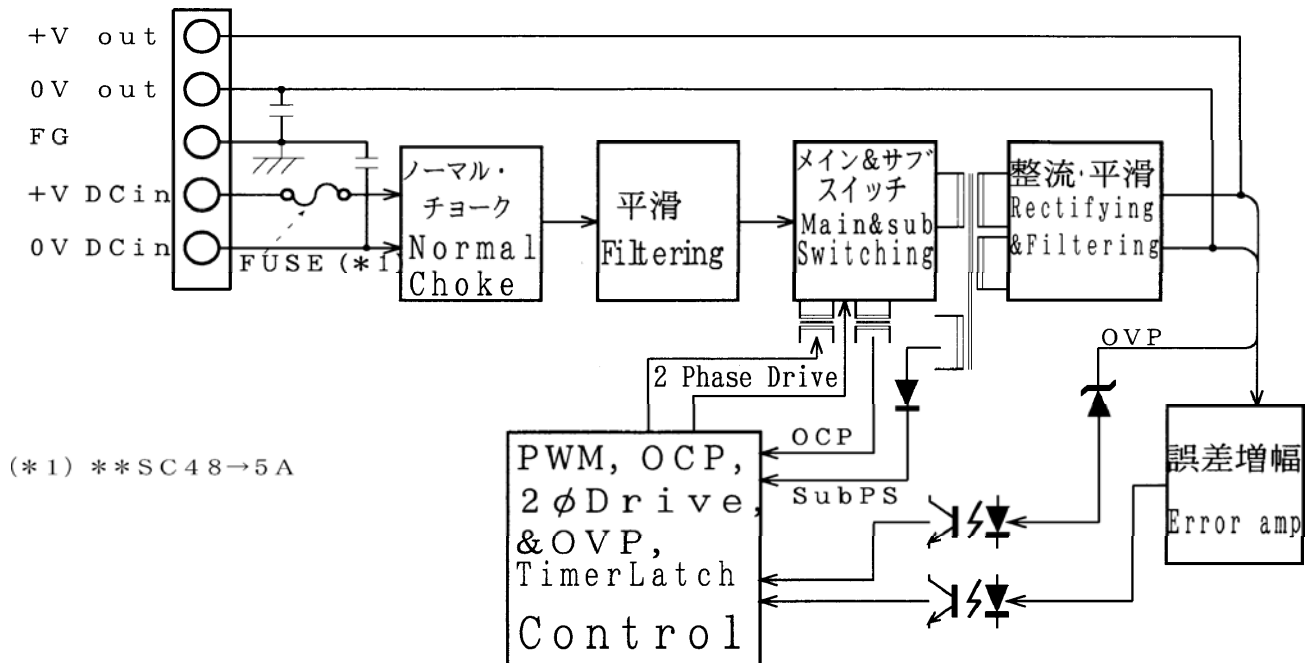 +V out
0V out
FG
+V DCin
0V DCin
FUSE (*1)
ノーマル・
チョーク
Normal
Choke
平滑
Filtering
メイン&サブ
スイッチ
Main&sub
Switching
整流・平滑
Rectifying
&Filtering
2 Phase Drive
OVP
OCP
SubPS
(*1) **SC48→5A
PWM, OCP,
2φDrive,
&OVP,
TimerLatch
Control
誤差増幅
Error amp